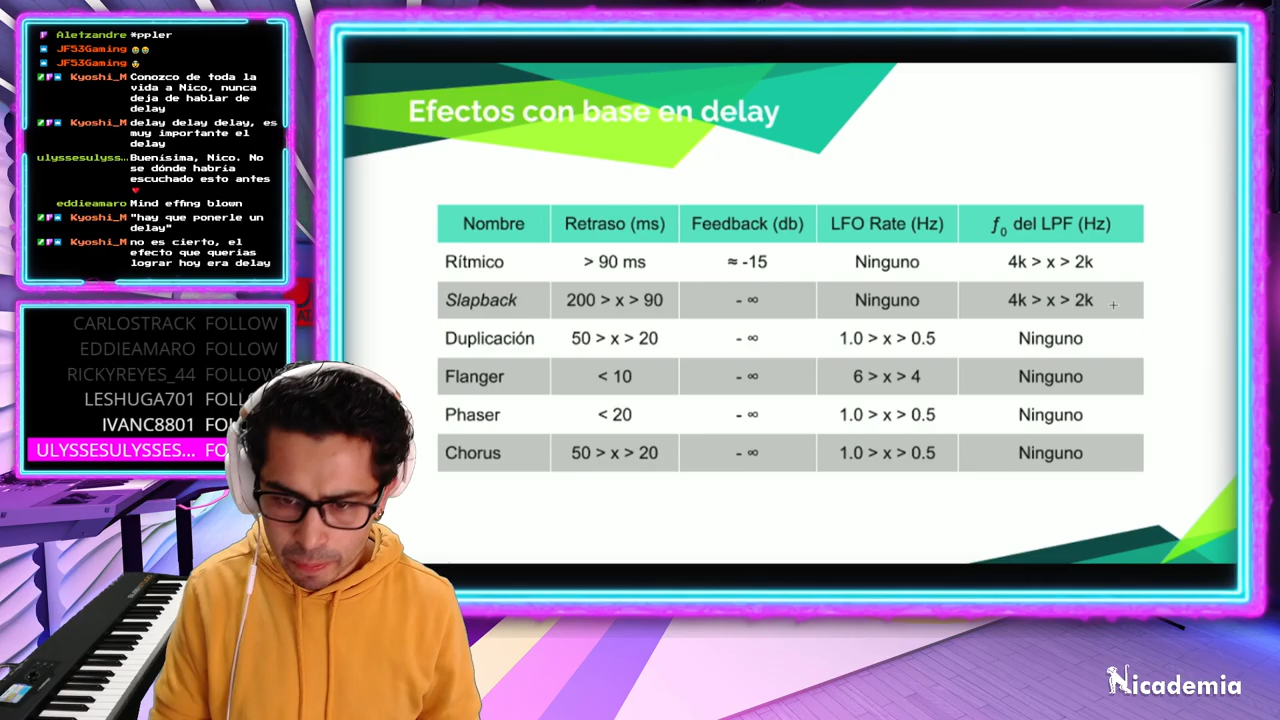 Aletzandre *ppler
JF53Gaming
JF53Gaming
Kyoshi_M Conozco de toda la
vida a Nico, nunca
deja de hablar de
delay
Kyoshi_M delay delay delay, es
muy importante el
delay
ulyssesulyss… Buenísima, Nico. No
se dónde habría
escuchado esto antes
eddieamaro Mind effing blown
Kyoshi_M "hay que ponerle un
delay"
Kyoshi_M no es cierto, el
efecto que querias
lograr hoy era delay
CARLOSTRACK FOLLOW
EDDIEAMARO FOLLOW
RICKYREYES_44 FOLLOW
LESHUGA701 FOLL
IVANC8801 FO
ULYSSESULYSSES... FO
Efectos con base en delay
Nombre Retraso (ms) Feedback (db) LFO Rate (Hz) f0 del LPF (Hz)
Rítmico > 90 ms ≈ -15 Ninguno 4k > x > 2k
Slapback 200 > x > 90 - ∞ Ninguno 4k > x > 2k
Duplicación 50 > x > 20 - ∞ 1.0 > x > 0.5 Ninguno
Flanger < 10 - ∞ 6 > x > 4 Ninguno
Phaser < 20 - ∞ 1.0 > x > 0.5 Ninguno
Chorus 50 > x > 20 - ∞ 1.0 > x > 0.5 Ninguno
Nicademia